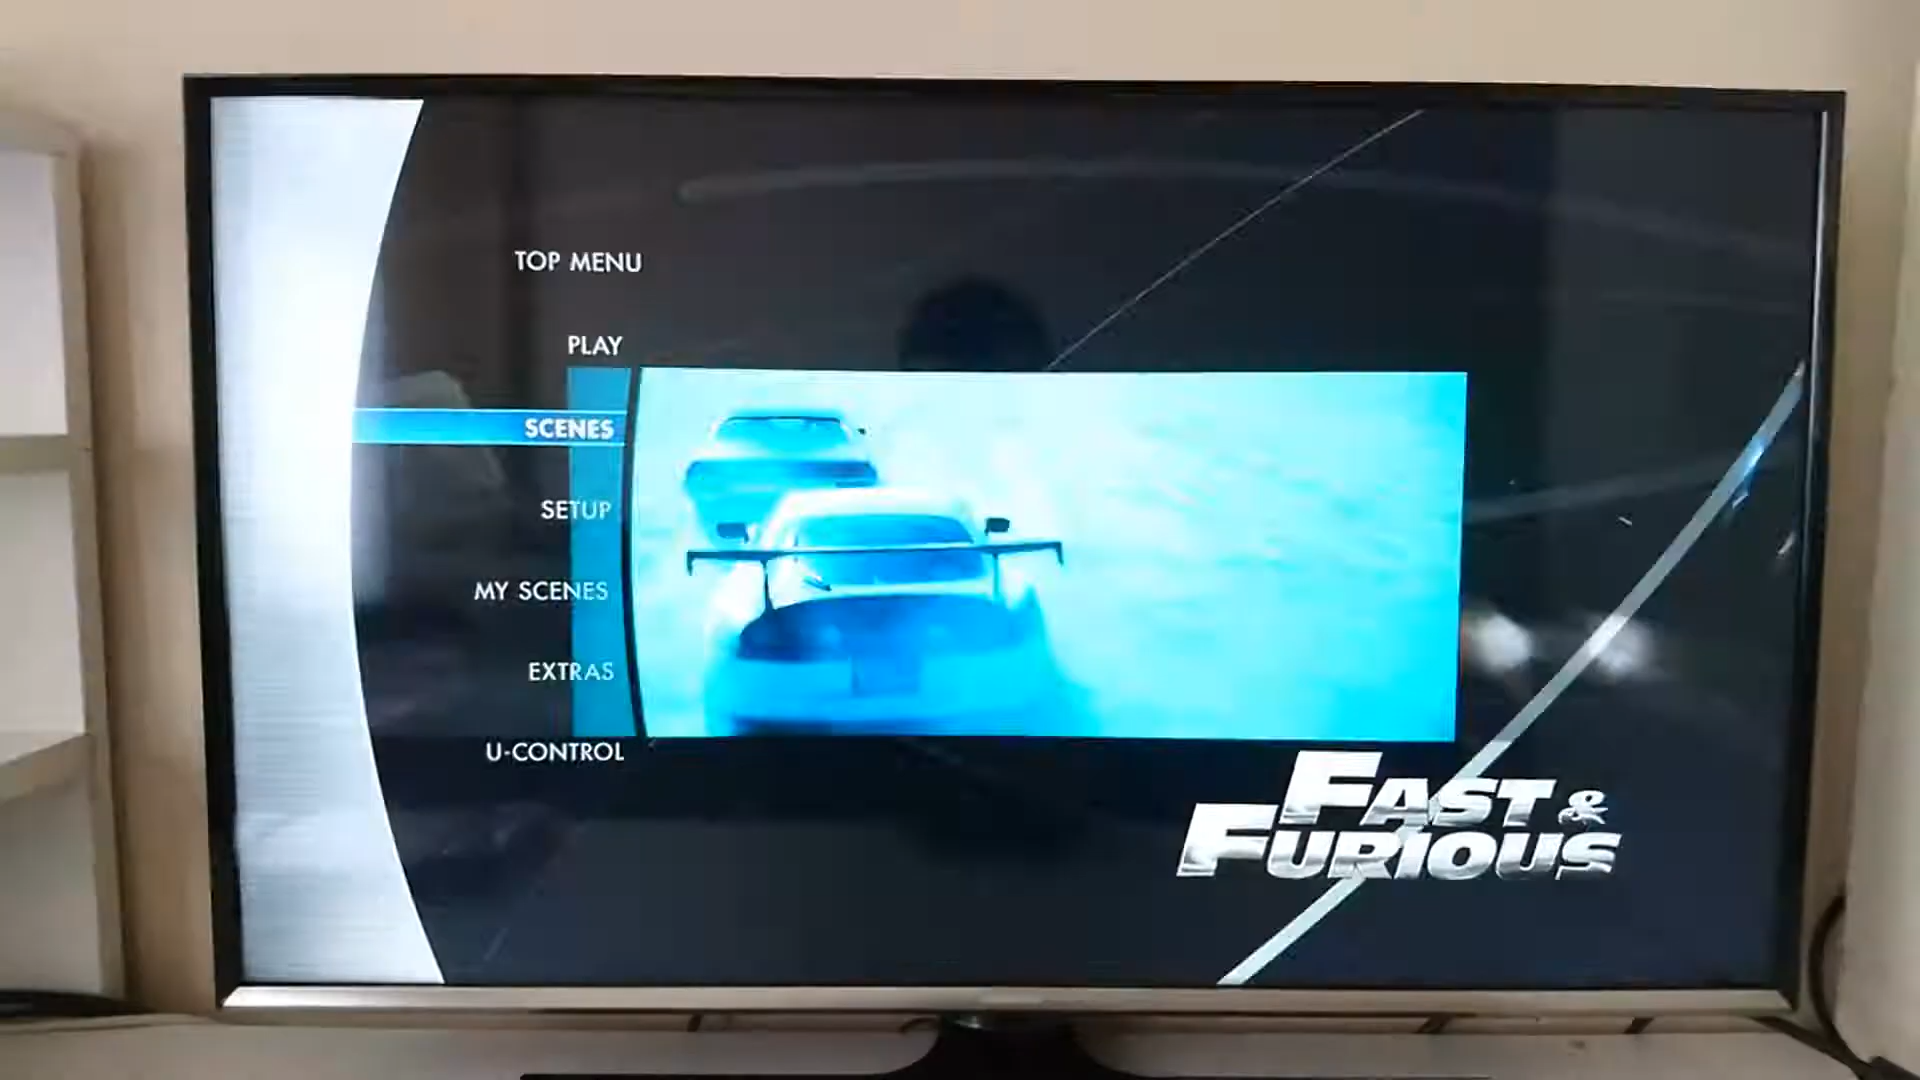 TOP MENU
PLAY
SCENES
SETUP
MY SCENES
EXTRAS
U-CONTROL
FAST &
FURIOUS